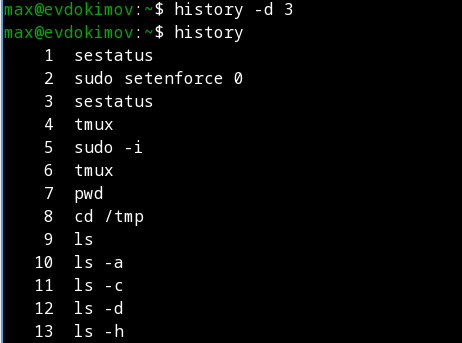 max@evdokimov:~$ history -d 3
max@evdokimov:~$ history
    1  sestatus
    2  sudo setenforce 0
    3  sestatus
    4  tmux
    5  sudo -i
    6  tmux
    7  pwd
    8  cd /tmp
    9  ls
   10  ls -a
   11  ls -c
   12  ls -d
   13  ls -h